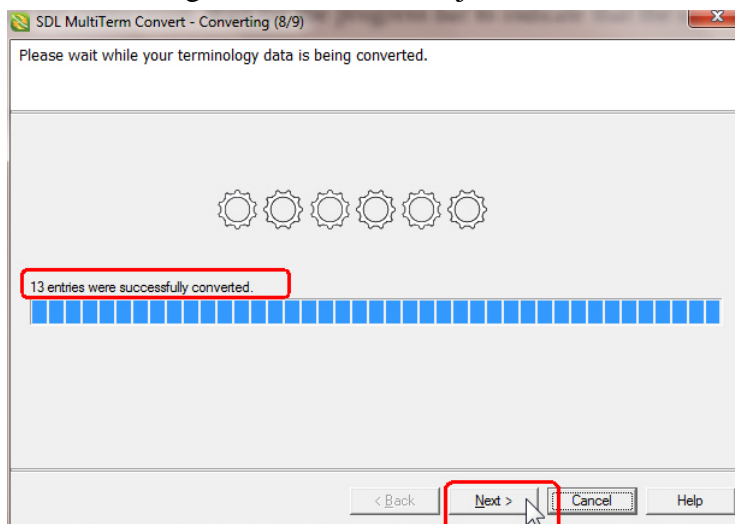 SDL MultiTerm Convert - Converting (8/9)
Please wait while your terminology data is being converted.
13 entries were successfully converted.
< Back Next > Cancel Help